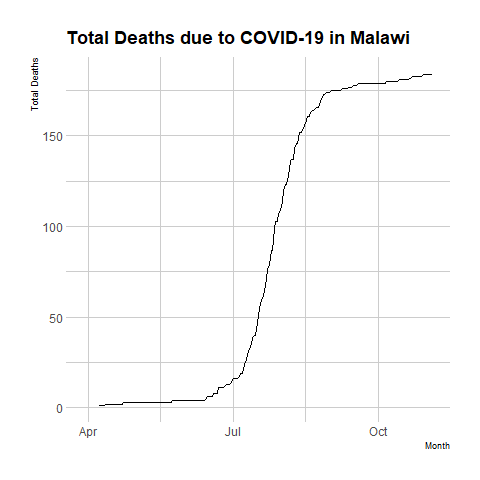 Total Deaths due to COVID-19 in Malawi
Total Deaths
150
100
50
0
Apr Jul Oct
Month